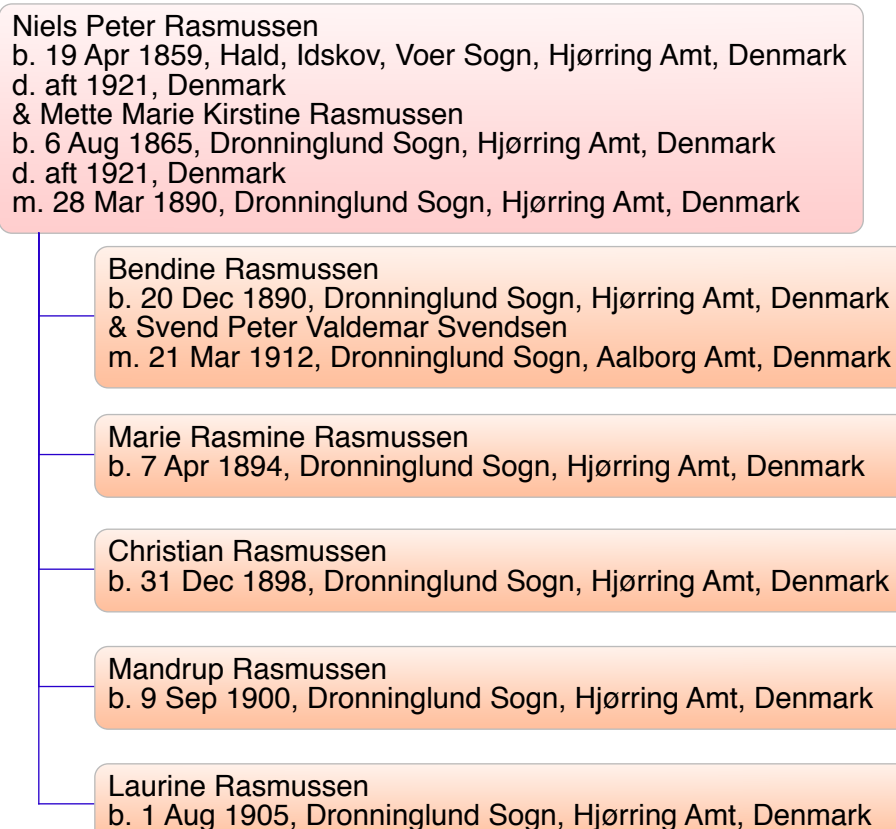 Niels Peter Rasmussen
b. 19 Apr 1859, Hald, Idskov, Voer Sogn, Hjørring Amt, Denmark
d. aft 1921, Denmark
& Mette Marie Kirstine Rasmussen
b. 6 Aug 1865, Dronninglund Sogn, Hjørring Amt, Denmark
d. aft 1921, Denmark
m. 28 Mar 1890, Dronninglund Sogn, Hjørring Amt, Denmark
Bendine Rasmussen
b. 20 Dec 1890, Dronninglund Sogn, Hjørring Amt, Denmark
& Svend Peter Valdemar Svendsen
m. 21 Mar 1912, Dronninglund Sogn, Aalborg Amt, Denmark
Marie Rasmine Rasmussen
b. 7 Apr 1894, Dronninglund Sogn, Hjørring Amt, Denmark
Christian Rasmussen
b. 31 Dec 1898, Dronninglund Sogn, Hjørring Amt, Denmark
Mandrup Rasmussen
b. 9 Sep 1900, Dronninglund Sogn, Hjørring Amt, Denmark
Laurine Rasmussen
b. 1 Aug 1905, Dronninglund Sogn, Hjørring Amt, Denmark